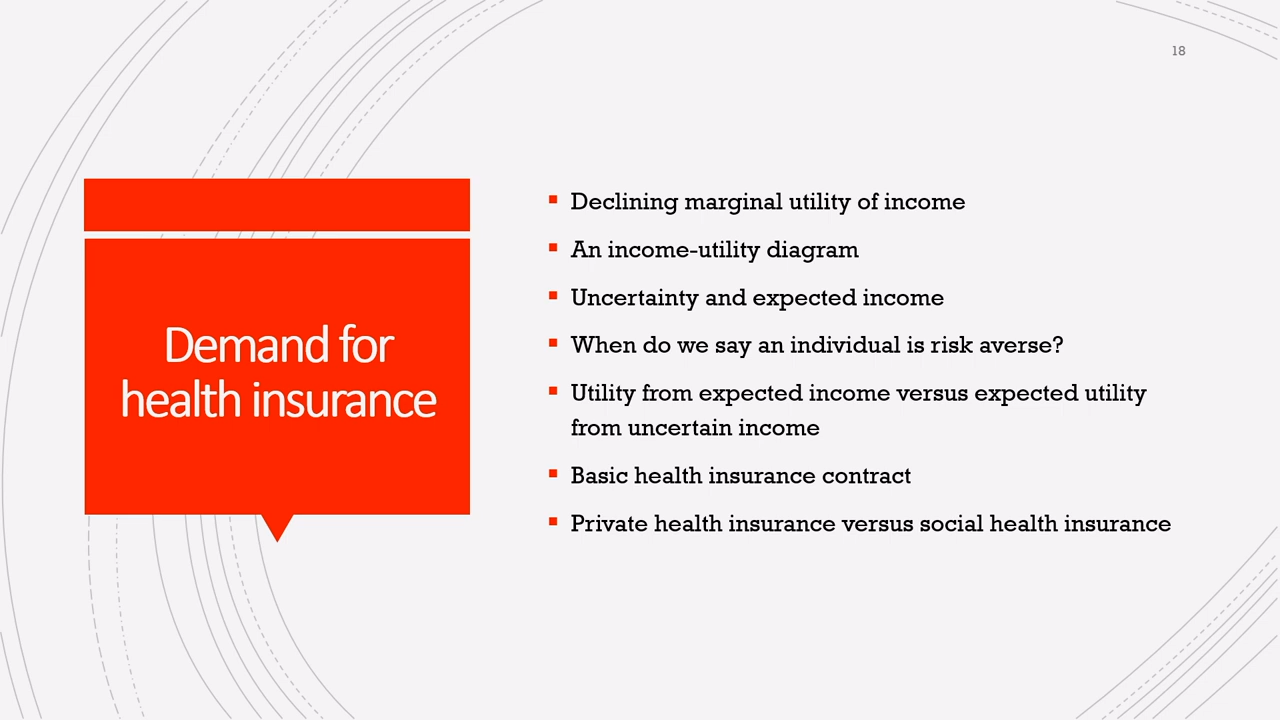 18
Demand for
health insurance
Declining marginal utility of income
An income-utility diagram
Uncertainty and expected income
When do we say an individual is risk averse?
Utility from expected income versus expected utility
from uncertain income
Basic health insurance contract
Private health insurance versus social health insurance